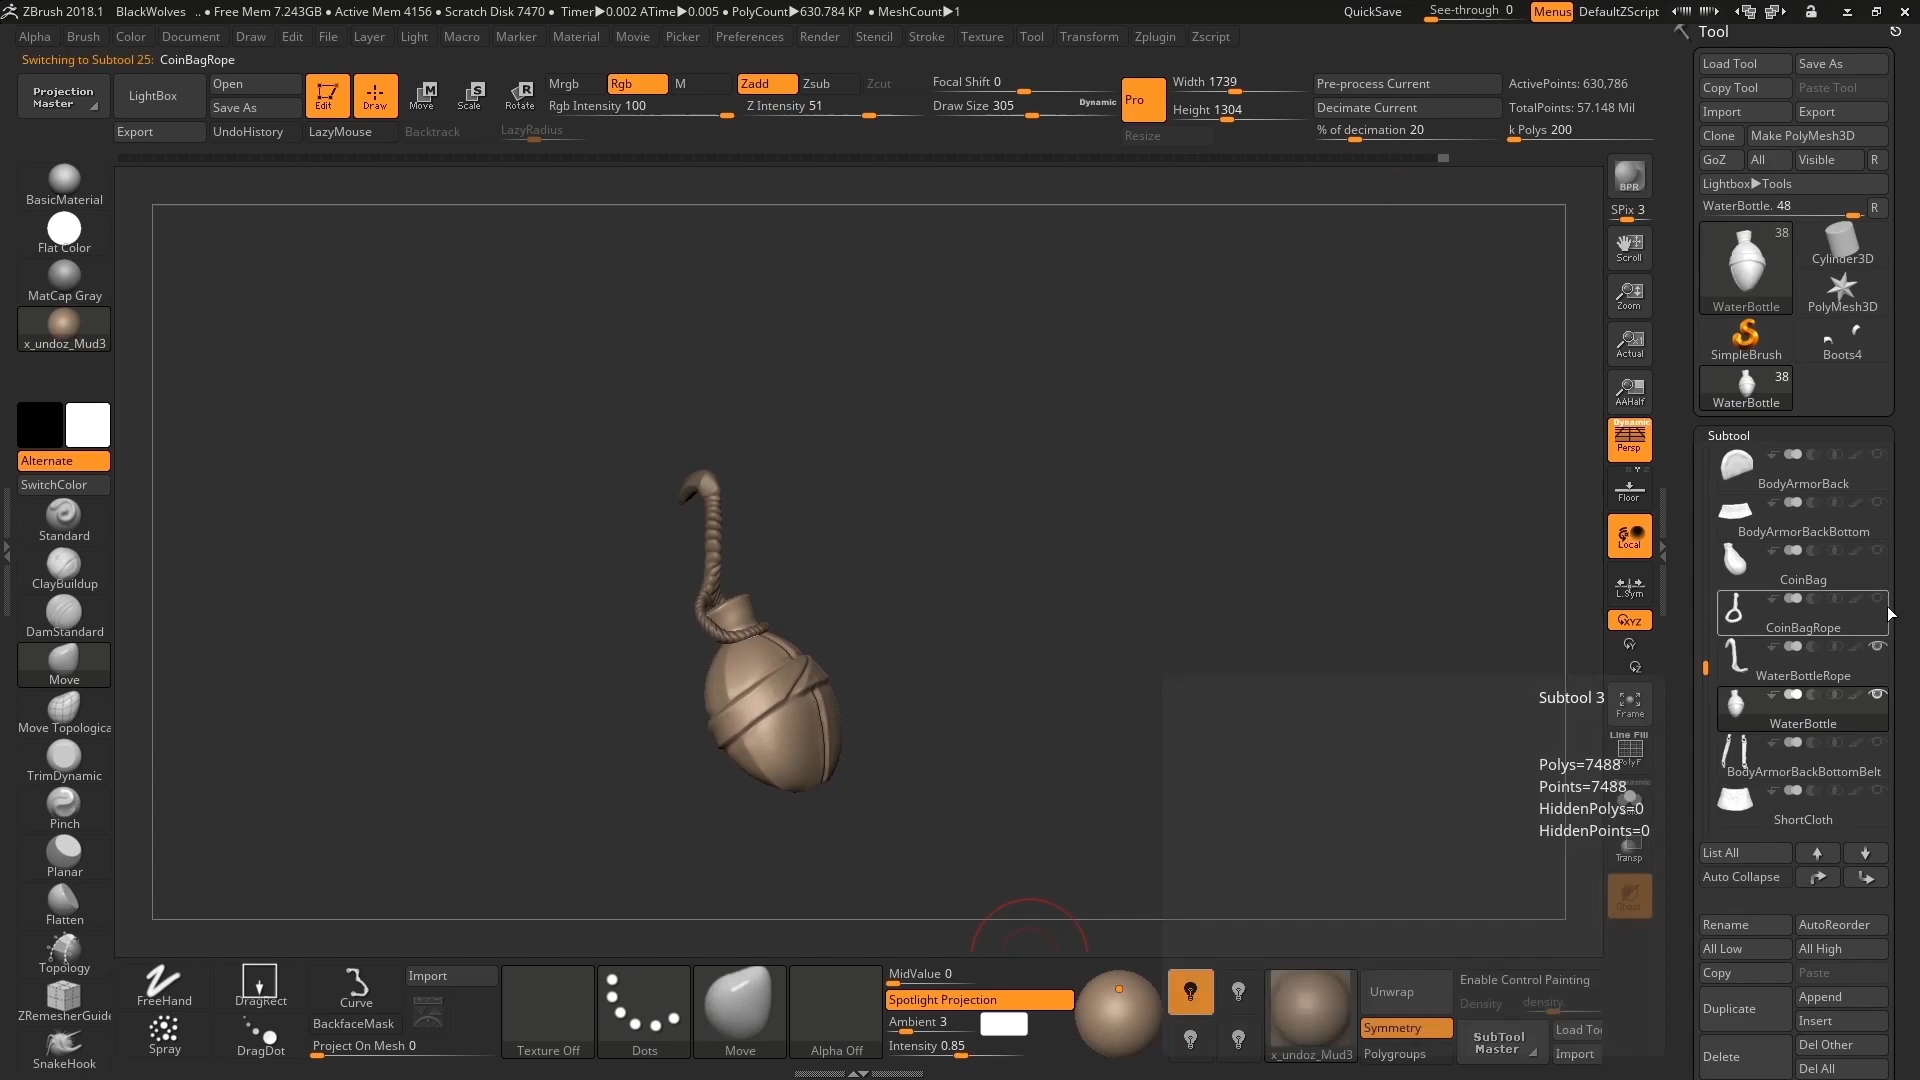 ZBrush 2018.1 BlackWolves .. • Free Mem 7.243GB • Active Mem 4156 • Scratch Disk 7470 • Timer▶0.002 ATime▶0.005 • PolyCount▶630.784 KP • MeshCount▶1 QuickSave See-through 0 Menus DefaultZScript
Alpha Brush Color Document Draw Edit File Layer Light Macro Marker Material Movie Picker Preferences Render Stencil Stroke Texture Tool Transform Zplugin Zscript
Switching to Subtool 25: CoinBagRope
Projection Master
LightBox
Open
Save As
Export
UndoHistory
LazyMouse
Backtrack
LazyRadius
Edit
Draw
Move
Scale
Rotate
Mrgb Rgb M
Rgb Intensity 100
Zadd Zsub Zcut
Z Intensity 51
Focal Shift 0
Draw Size 305
Dynamic
Pro
Width 1739
Height 1304
Resize
Pre-process Current
Decimate Current
% of decimation 20
ActivePoints: 630,786
TotalPoints: 57.148 Mil
k Polys 200
BasicMaterial
Flat Color
MatCap Gray
x_undoz_Mud3
Alternate
SwitchColor
Standard
ClayBuildup
DamStandard
Move
Move Topologica
TrimDynamic
Pinch
Planar
Flatten
Topology
ZRemesherGuide
SnakeHook
BPR
SPix 3
Scroll
Zoom
Actual
AAHalf
Dynamic
Persp
Floor
Local
L.Sym
XYZ
Frame
Line Fill
PolyF
Transp
Subtool 3
Polys=7488
Points=7488
HiddenPolys=0
HiddenPoints=0
Tool
Load Tool Save As
Copy Tool Paste Tool
Import Export
Clone Make PolyMesh3D
GoZ All Visible R
Lightbox▶Tools
WaterBottle. 48 R
38
WaterBottle
Cylinder3D
PolyMesh3D
SimpleBrush
Boots4
38
WaterBottle
Subtool
BodyArmorBack
BodyArmorBackBottom
CoinBag
CoinBagRope
WaterBottleRope
WaterBottle
BodyArmorBackBottomBelt
ShortCloth
List All
Auto Collapse
Rename AutoReorder
All Low All High
Copy Paste
Duplicate Append
Insert
Delete Del Other
Del All
FreeHand
DragRect
Curve
Import
Spray
DragDot
BackfaceMask
Project On Mesh 0
Texture Off
Dots
Move
Alpha Off
MidValue 0
Spotlight Projection
Ambient 3
Intensity 0.85
x_undoz_Mud3
Unwrap
Symmetry
Polygroups
Enable Control Painting
Density density.
SubTool Master
Load To
Import